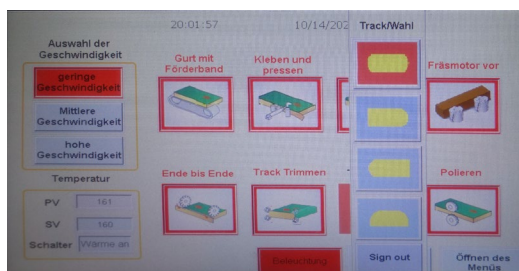 20:01:57
10/14/202
Track/Wahl
Auswahl der
Geschwindigkeit
geringe
Geschwindigkeit
Mittlere
Geschwindigkeit
hohe
Geschwindigkeit
Temperatur
PV 161
SV 160
Schalter Wärme an
Gurt mit
Förderband
Kleben und
pressen
Fräsmotor vor
Ende bis Ende
Track Trimmen
Polieren
Beleuchtung
Sign out
Öffnen des
Menüs